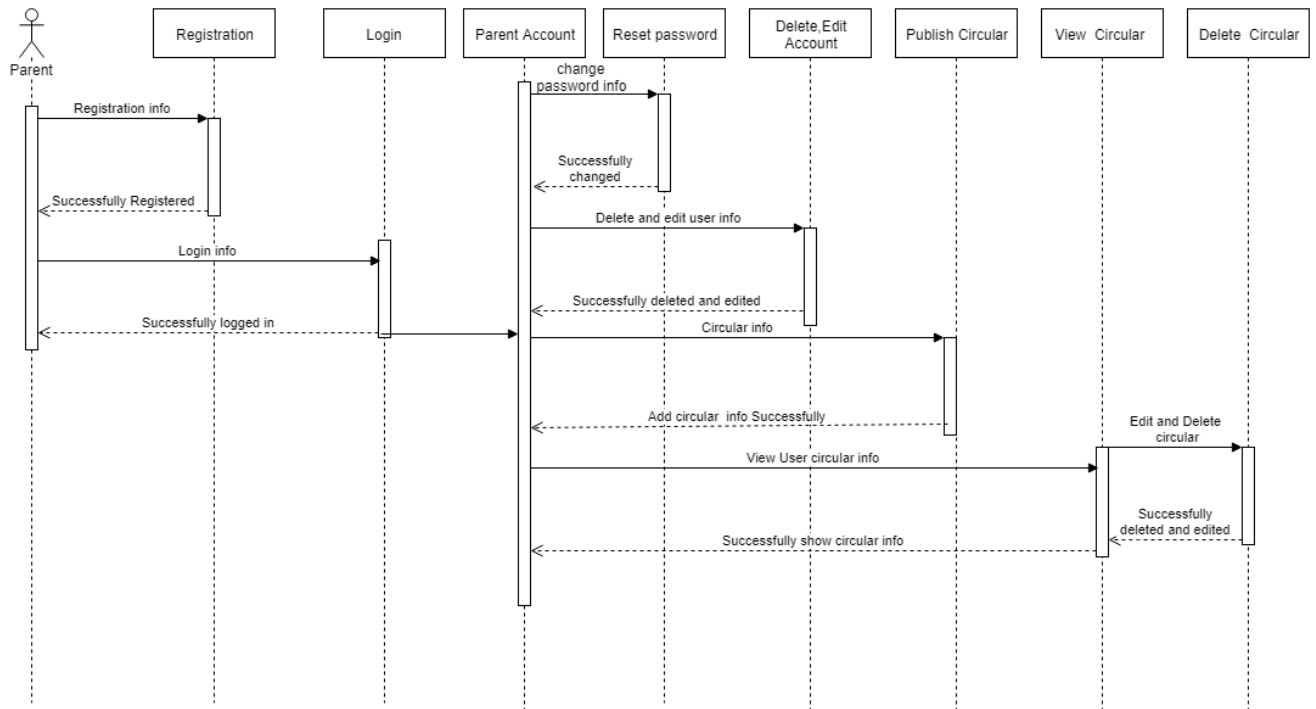 Parent
Registration
Login
Parent Account
Reset password
Delete,Edit
Account
Publish Circular
View Circular
Delete Circular
change
password info
Registration info
Successfully
changed
Successfully Registered
Delete and edit user info
Login info
Successfully deleted and edited
Successfully logged in
Circular info
Add circular info Successfully
Edit and Delete
circular
View User circular info
Successfully
deleted and edited
Successfully show circular info